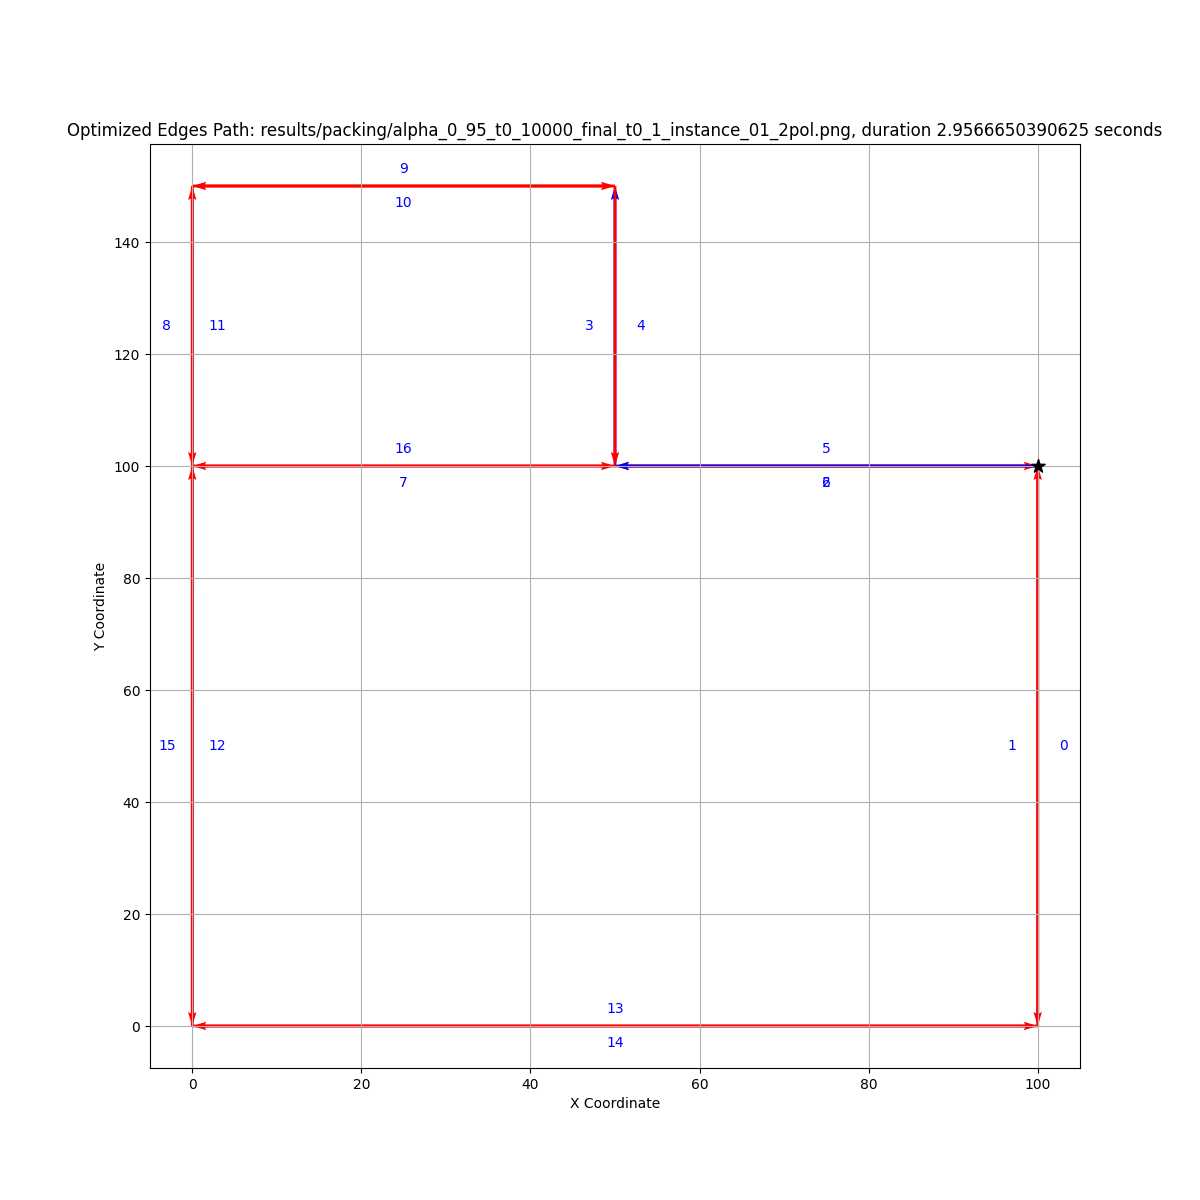 Optimized Edges Path: results/packing/alpha_0_95_t0_10000_final_t0_1_instance_01_2pol.png, duration 2.9566650390625 seconds
9
10
140
8 11 3 4
120
16 5
100
7
80
Y Coordinate
60
15 12 1 0
40
20
13
0
14
0 20 40 60 80 100
X Coordinate